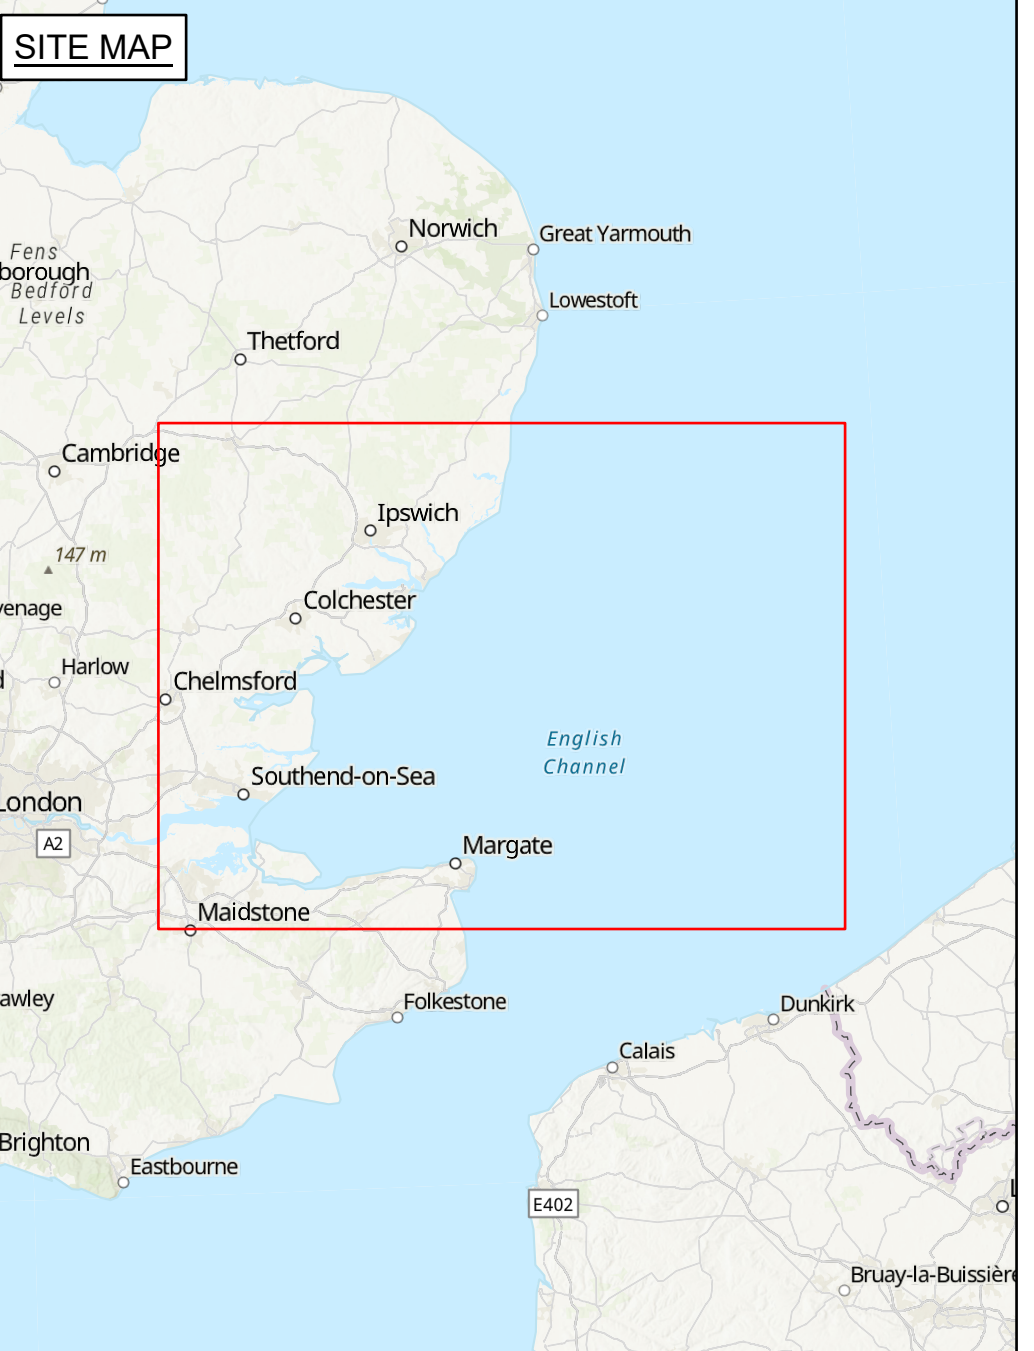 SITE MAP
Norwich
Great Yarmouth
Fens
borough
Bedford
Levels
Lowestoft
Thetford
Cambridge
Ipswich
147 m
Colchester
venage
Harlow
Chelmsford
English
Channel
Southend-on-Sea
London
A2
Margate
Maidstone
awley
Folkestone
Dunkirk
Calais
Brighton
Eastbourne
E402
L
Bruay-la-Buissière